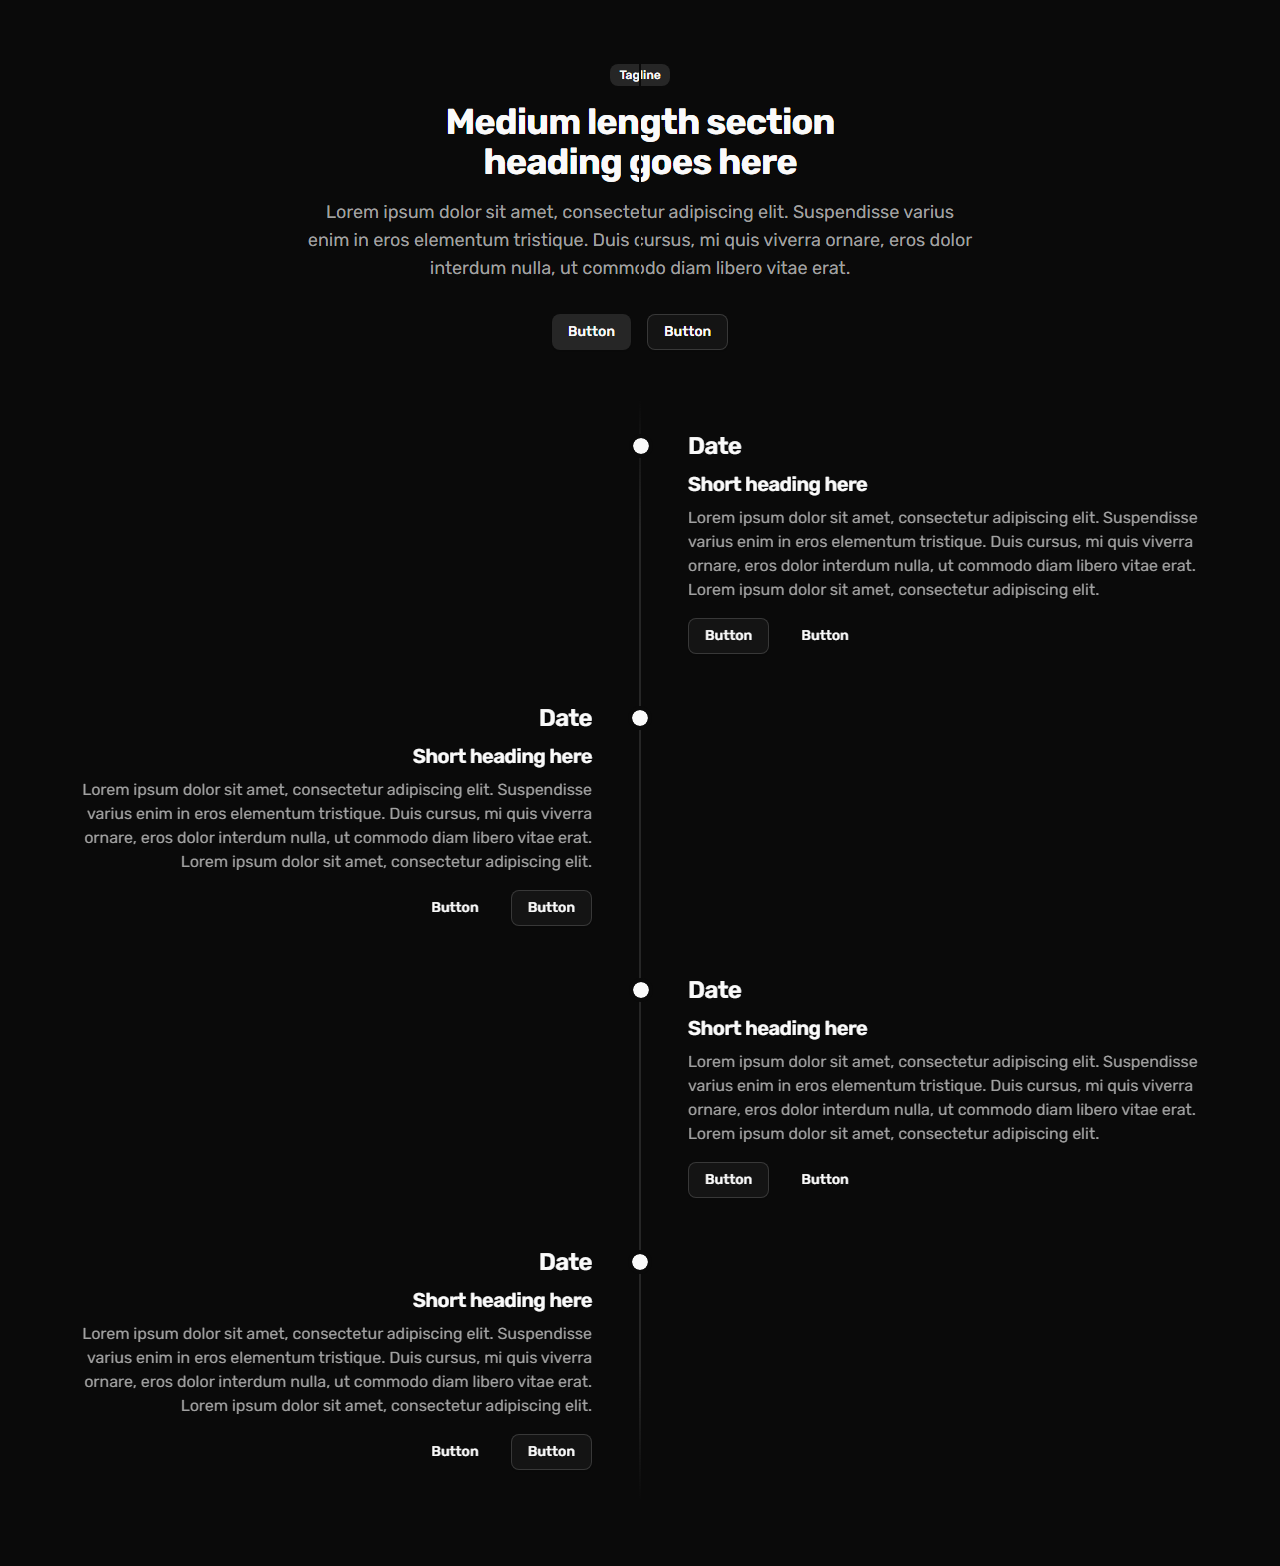 Tagline
Medium length section
heading goes here
Lorem ipsum dolor sit amet, consectetur adipiscing elit. Suspendisse varius
enim in eros elementum tristique. Duis cursus, mi quis viverra ornare, eros dolor
interdum nulla, ut commodo diam libero vitae erat.
Button Button
Date
Short heading here
Lorem ipsum dolor sit amet, consectetur adipiscing elit. Suspendisse
varius enim in eros elementum tristique. Duis cursus, mi quis viverra
ornare, eros dolor interdum nulla, ut commodo diam libero vitae erat.
Lorem ipsum dolor sit amet, consectetur adipiscing elit.
Button Button
Date
Short heading here
Lorem ipsum dolor sit amet, consectetur adipiscing elit. Suspendisse
varius enim in eros elementum tristique. Duis cursus, mi quis viverra
ornare, eros dolor interdum nulla, ut commodo diam libero vitae erat.
Lorem ipsum dolor sit amet, consectetur adipiscing elit.
Button Button
Date
Short heading here
Lorem ipsum dolor sit amet, consectetur adipiscing elit. Suspendisse
varius enim in eros elementum tristique. Duis cursus, mi quis viverra
ornare, eros dolor interdum nulla, ut commodo diam libero vitae erat.
Lorem ipsum dolor sit amet, consectetur adipiscing elit.
Button Button
Date
Short heading here
Lorem ipsum dolor sit amet, consectetur adipiscing elit. Suspendisse
varius enim in eros elementum tristique. Duis cursus, mi quis viverra
ornare, eros dolor interdum nulla, ut commodo diam libero vitae erat.
Lorem ipsum dolor sit amet, consectetur adipiscing elit.
Button Button